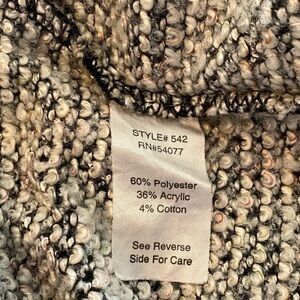 STYLE# 542
RN#54077
60% Polyester
36% Acrylic
4% Cotton
See Reverse
Side For Care